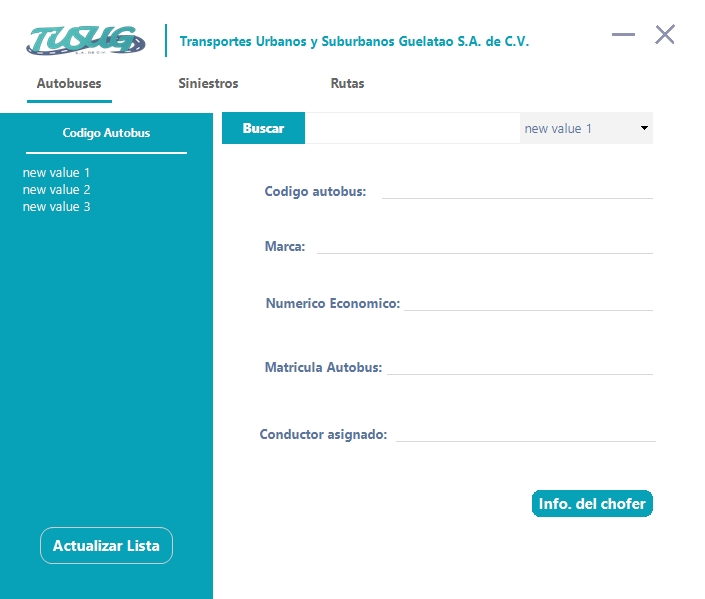 TUSUG
S.A. DE C.V.
Transportes Urbanos y Suburbanos Guelatao S.A. de C.V.
Autobuses Siniestros Rutas
Codigo Autobus
Buscar new value 1
new value 1
new value 2
new value 3
Codigo autobus:
Marca:
Numerico Economico:
Matricula Autobus:
Conductor asignado:
Info. del chofer
Actualizar Lista